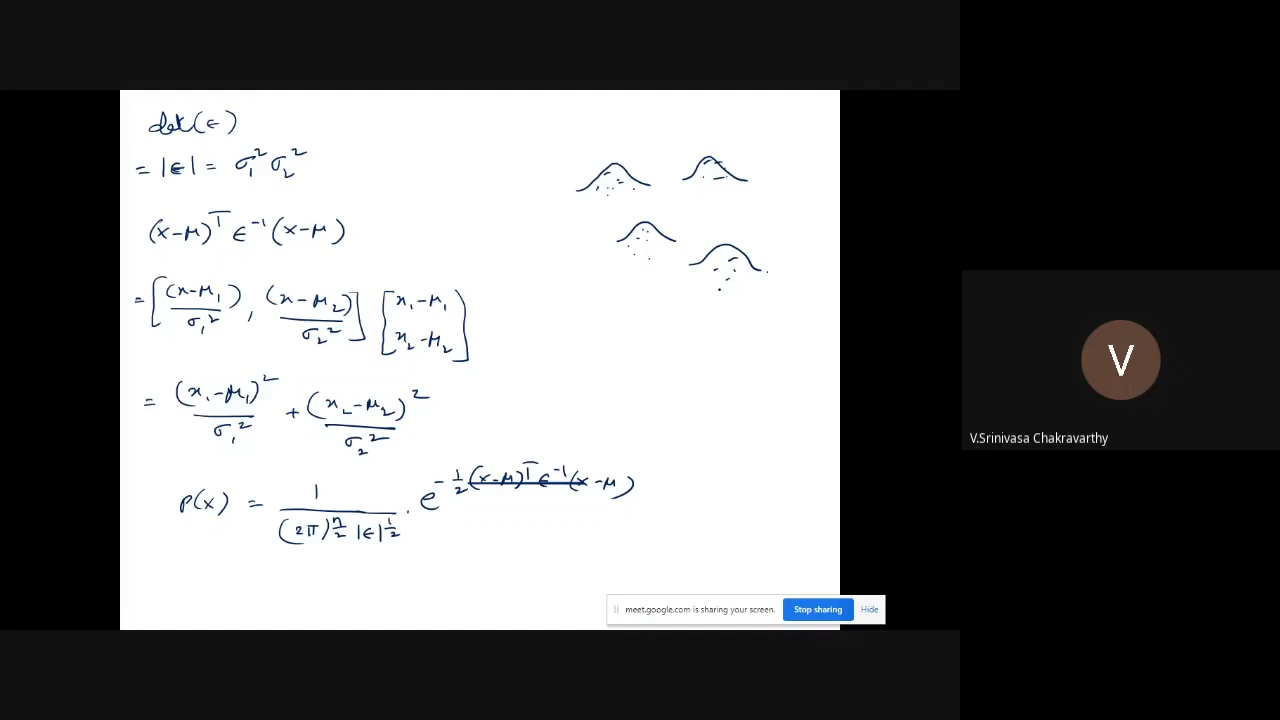 det(ϵ)
= |ϵ| = σ₁² σ₂²
(x-μ)ᵀ ϵ⁻¹ (x-μ)
= [(x-μ₁)/σ₁² , (x-μ₂)/σ₂²] [x₁-μ₁
x₂-μ₂]
= (x₁-μ₁)²/σ₁² + (x₂-μ₂)²/σ₂²
p(x) = 1/((2π)^(n/2) |ϵ|^(1/2)) . e^(-1/2 (x-μ)ᵀ ϵ⁻¹ (x-μ))
V
V.Srinivasa Chakravarthy
meet.google.com is sharing your screen. Stop sharing Hide